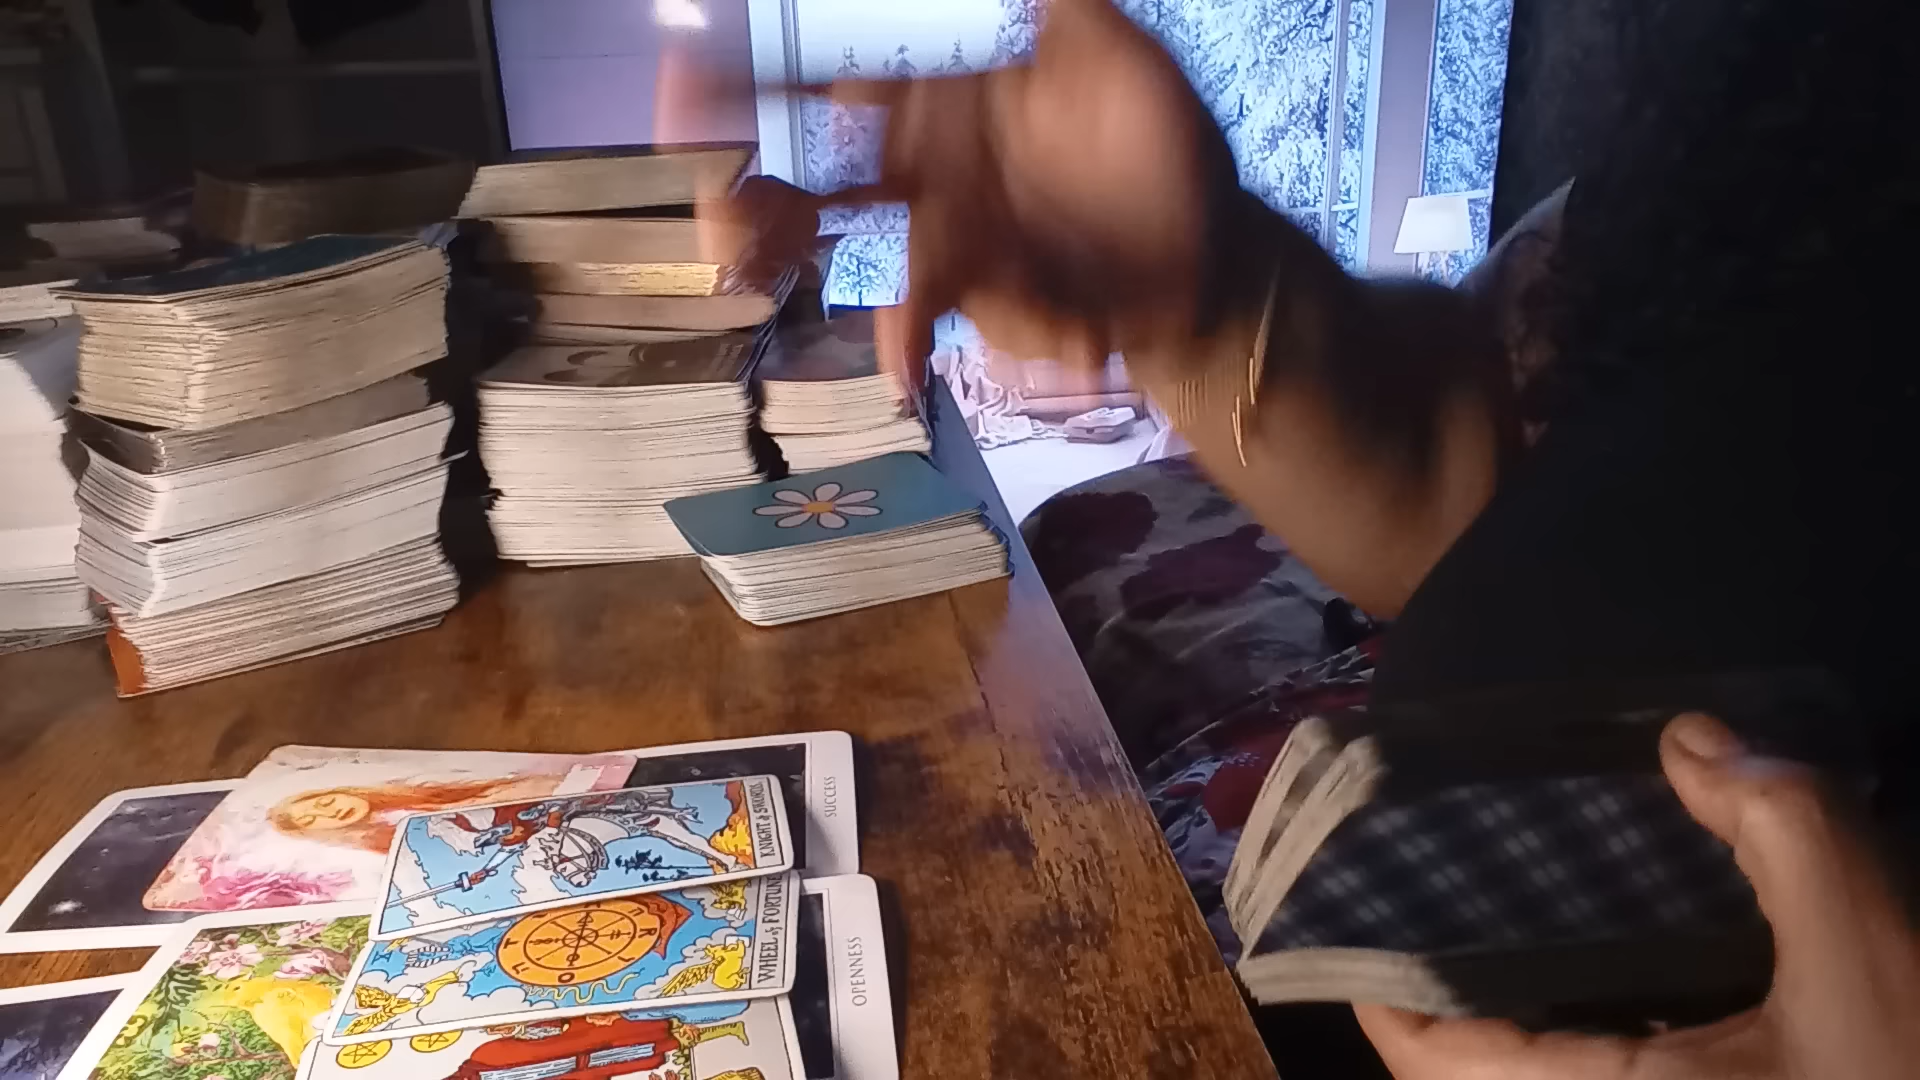 SUCCESS
KNIGHT of SWORDS.
X
WHEEL of FORTUNE.
OPENNESS